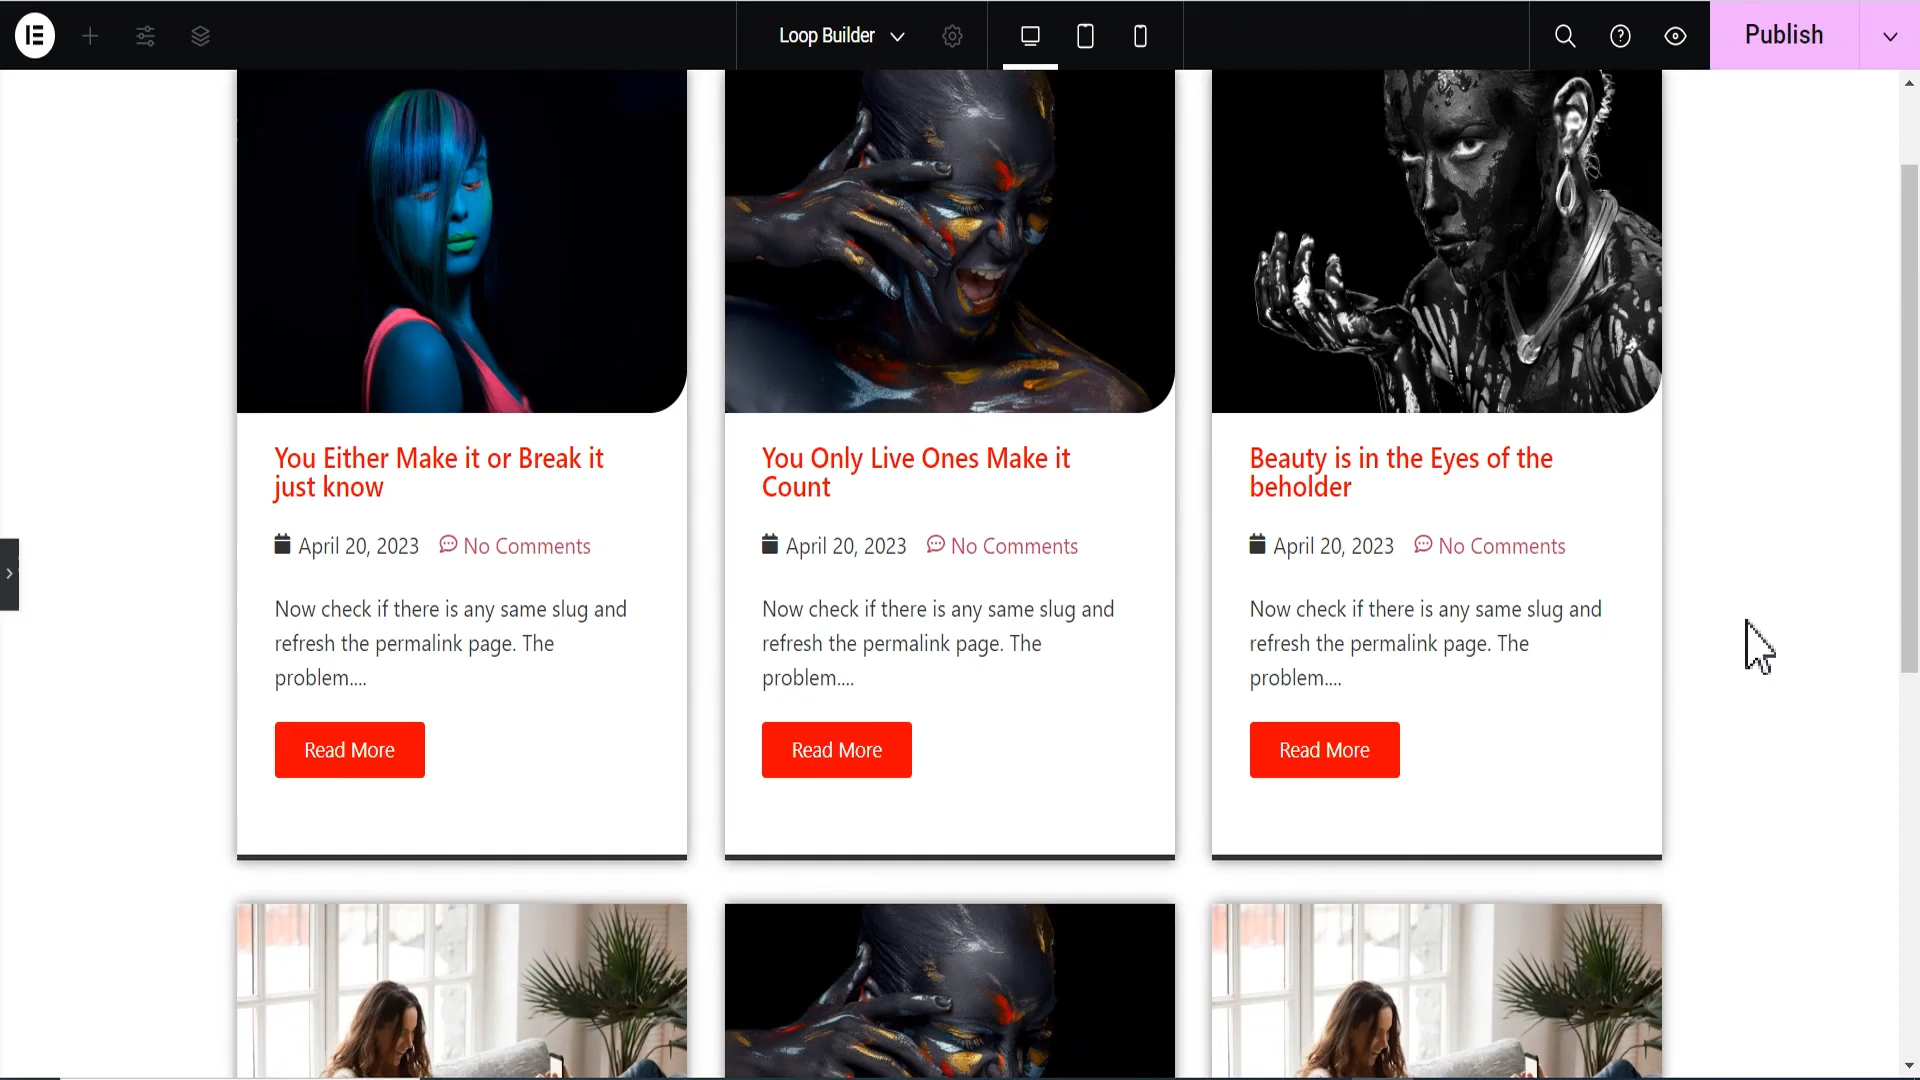 Loop Builder
Publish
You Either Make it or Break it
just know
April 20, 2023 No Comments
Now check if there is any same slug and
refresh the permalink page. The
problem....
Read More
You Only Live Ones Make it
Count
April 20, 2023 No Comments
Now check if there is any same slug and
refresh the permalink page. The
problem....
Read More
Beauty is in the Eyes of the
beholder
April 20, 2023 No Comments
Now check if there is any same slug and
refresh the permalink page. The
problem....
Read More